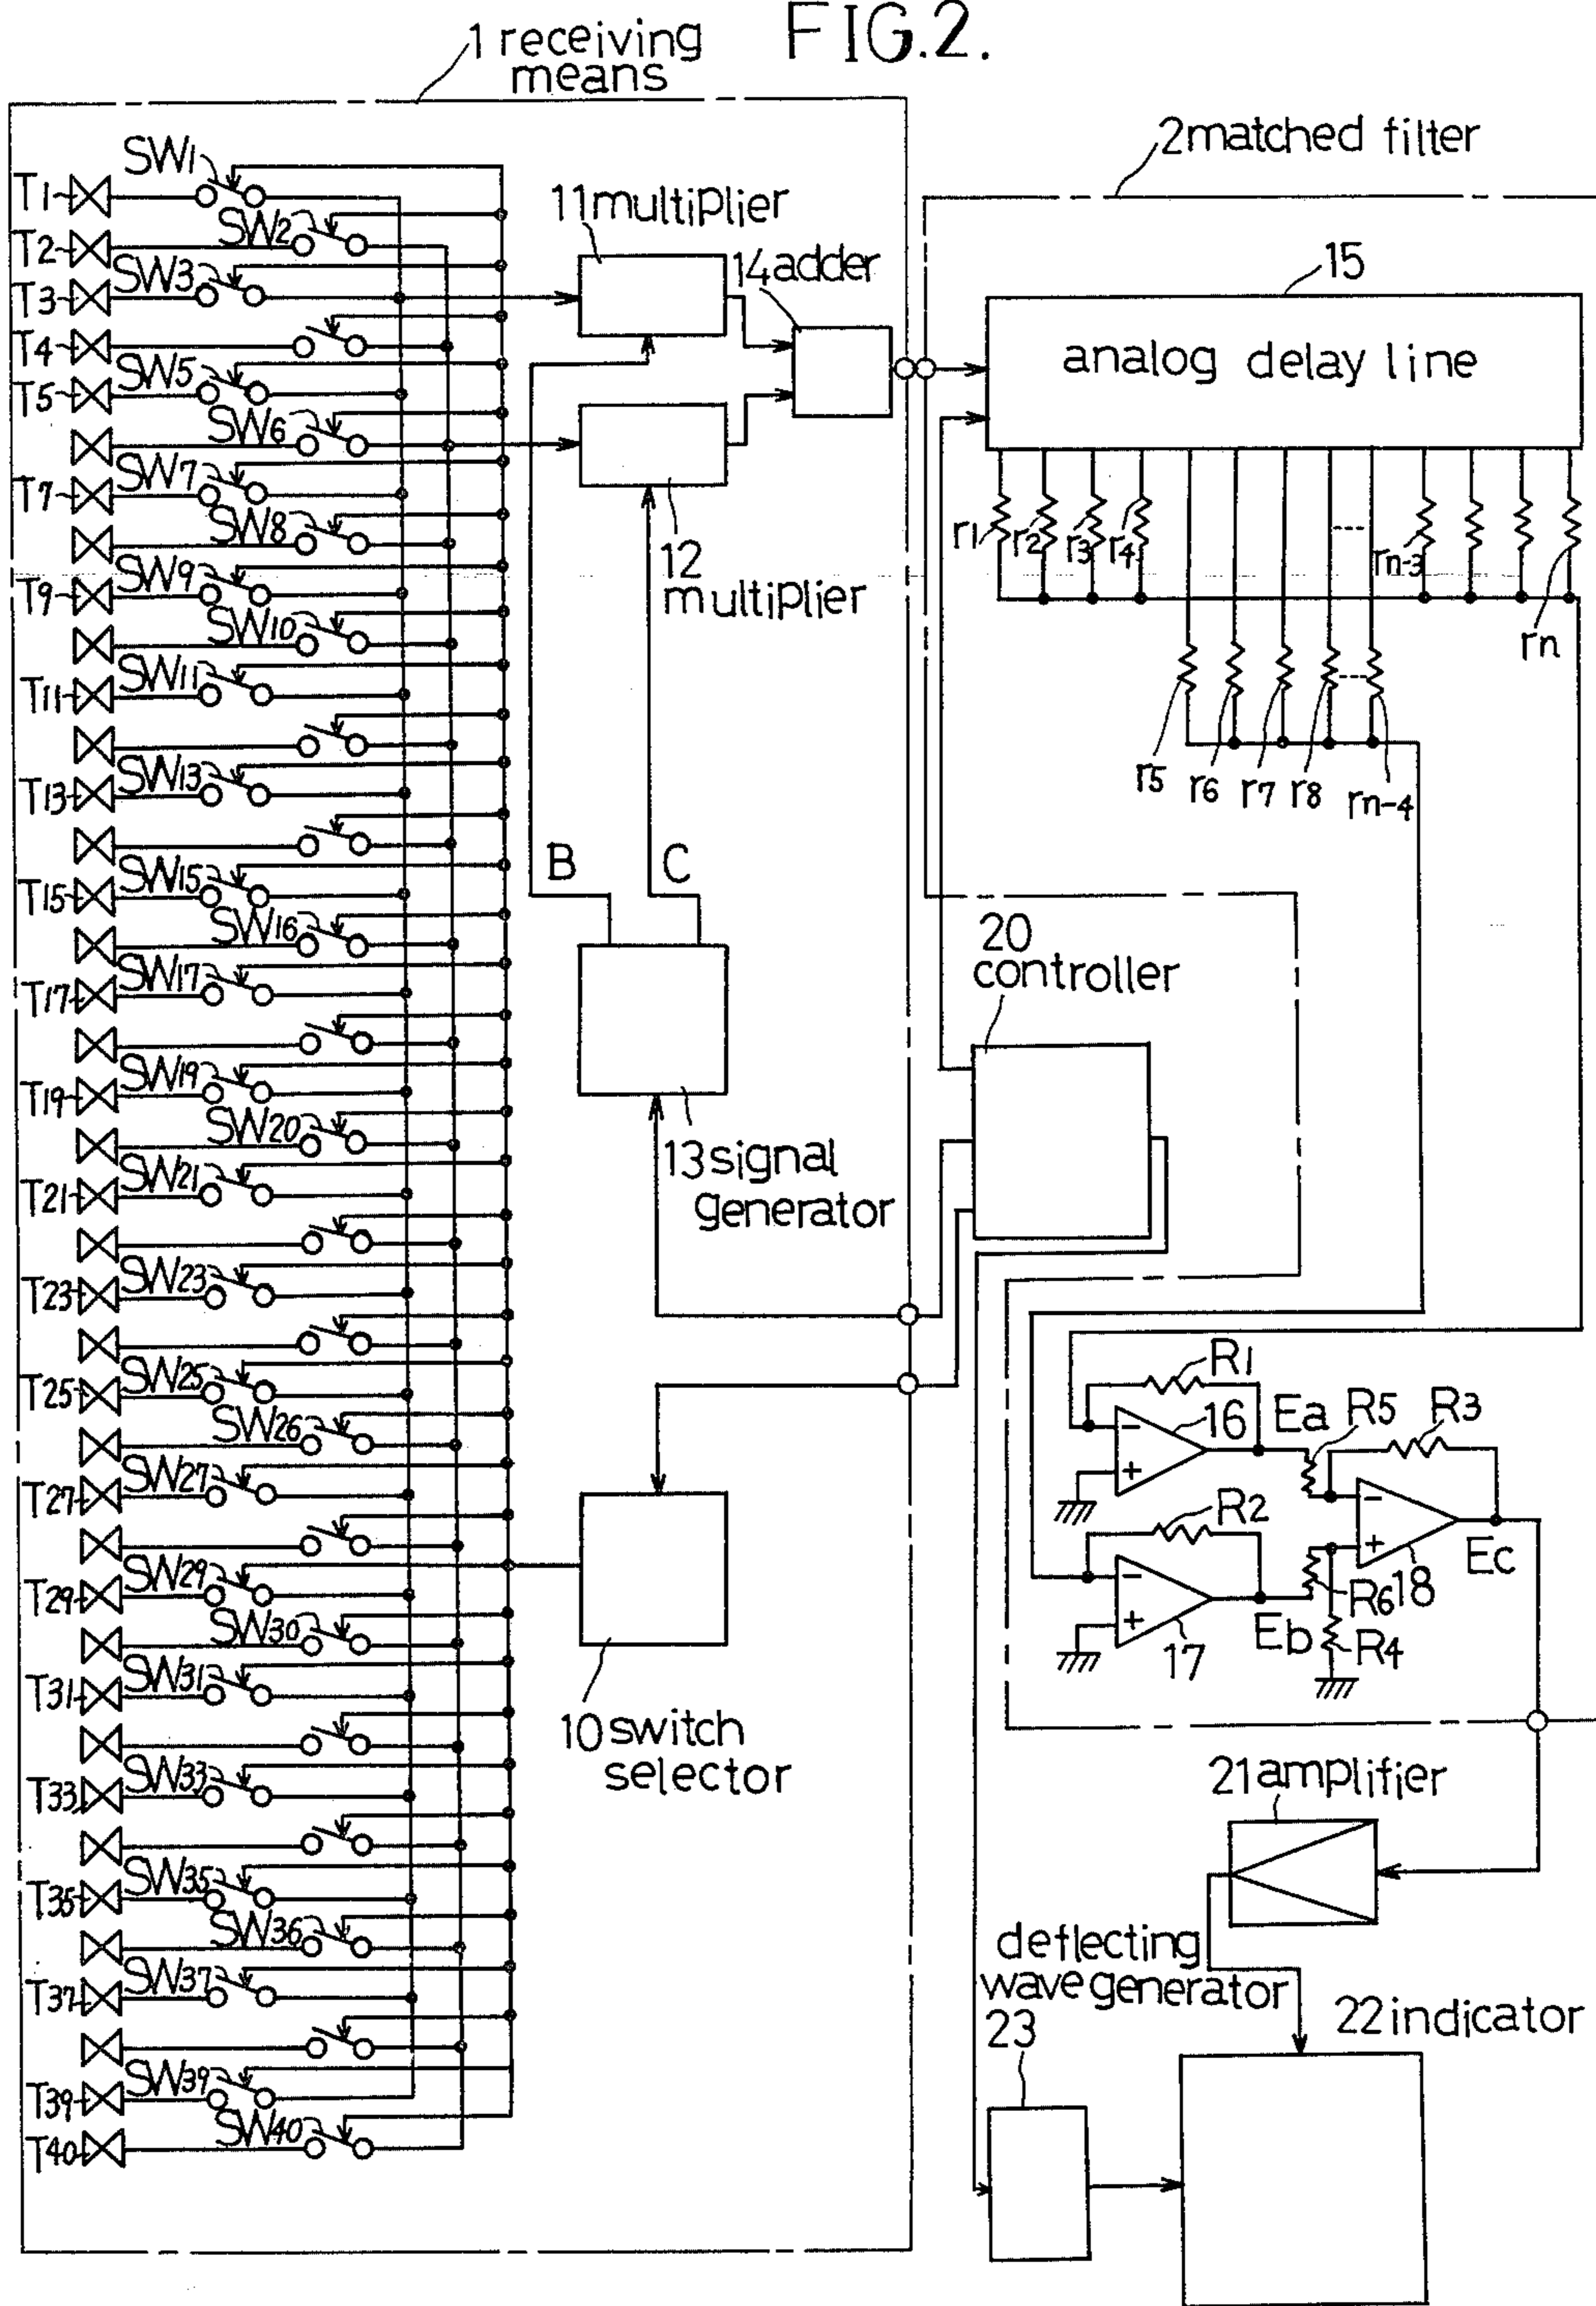 FIG.2.
1 receiving
means
2 matched filter
SW1
T1
SW2
T2
SW3
T3
T4
SW5
T5
SW6
SW7
T7
SW8
SW9
T9
SW10
SW11
T11
SW13
T13
SW15
T15
SW16
SW17
T17
SW19
T19
SW20
SW21
T21
SW23
T23
SW25
T25
SW26
SW27
T27
SW29
T29
SW30
SW31
T31
SW33
T33
SW35
T35
SW36
SW37
T37
SW39
T39
SW40
T40
11 multiplier
14 adder
12
multiplier
B
C
13 signal
generator
10 switch
selector
15
analog delay line
r1
r2
r3
r4
rn-3
rn
r5
r6
r7
r8
rn-4
20
controller
R1
16
Ea
R5
R3
R2
17
Eb
R6
18
R4
Ec
-
+
-
+
-
+
21 amplifier
deflecting
wave generator
23
22 indicator